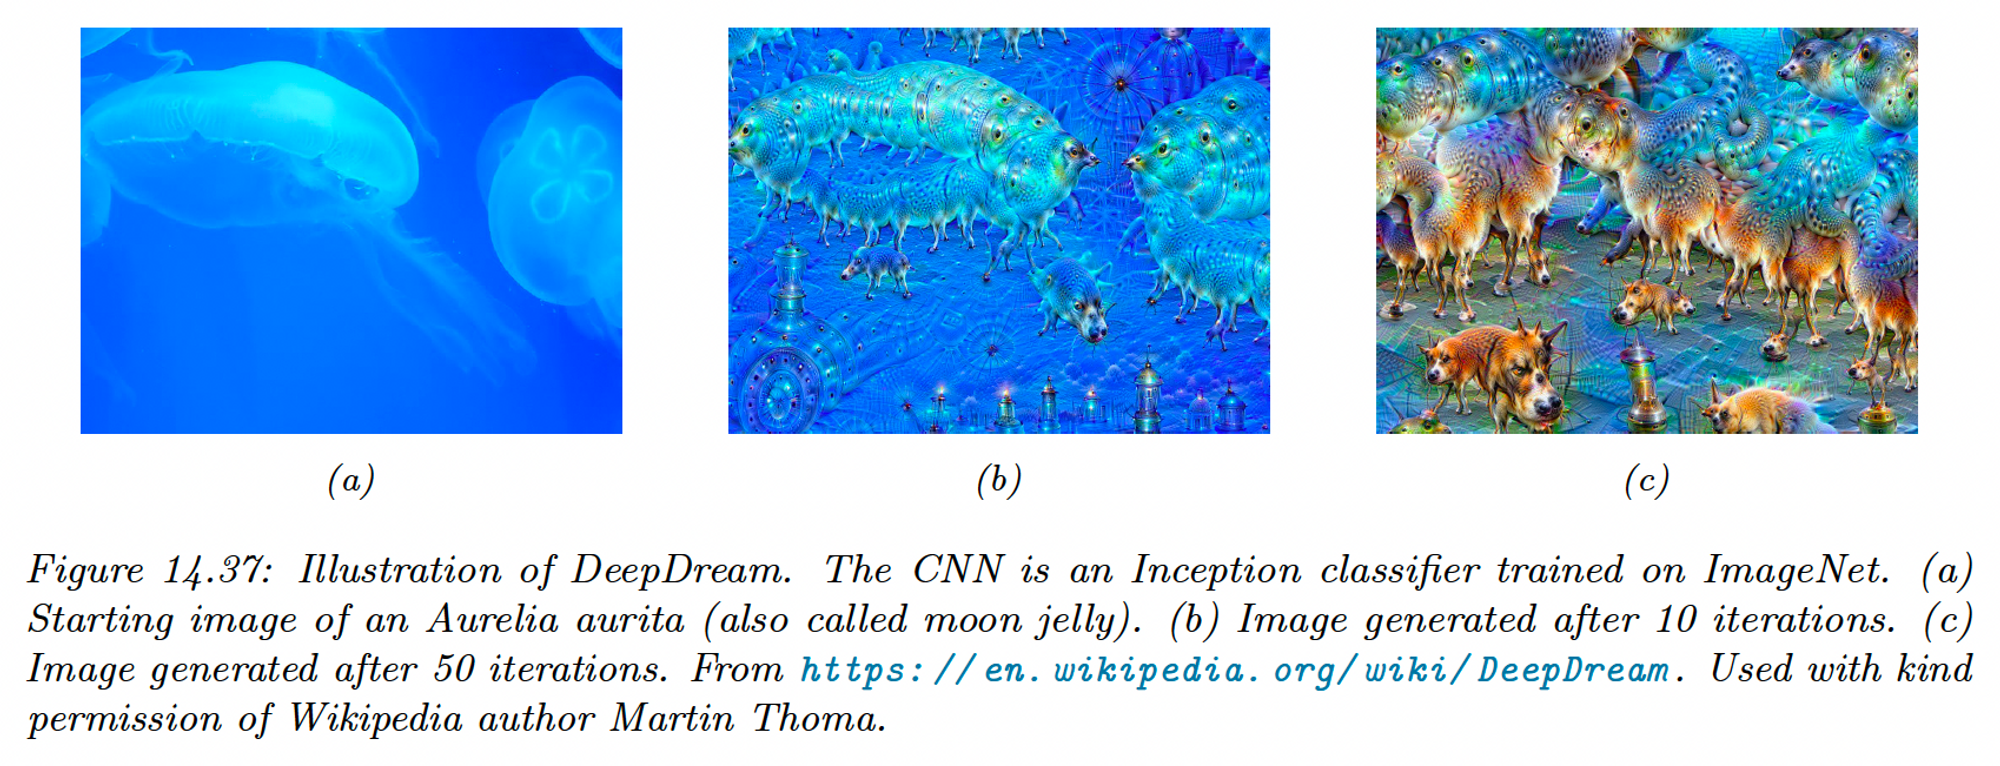 (a)
(b)
(c)
Figure 14.37: Illustration of DeepDream. The CNN is an Inception classifier trained on ImageNet. (a)
Starting image of an Aurelia aurita (also called moon jelly). (b) Image generated after 10 iterations. (c)
Image generated after 50 iterations. From https://en.wikipedia.org/wiki/DeepDream. Used with kind
permission of Wikipedia author Martin Thoma.